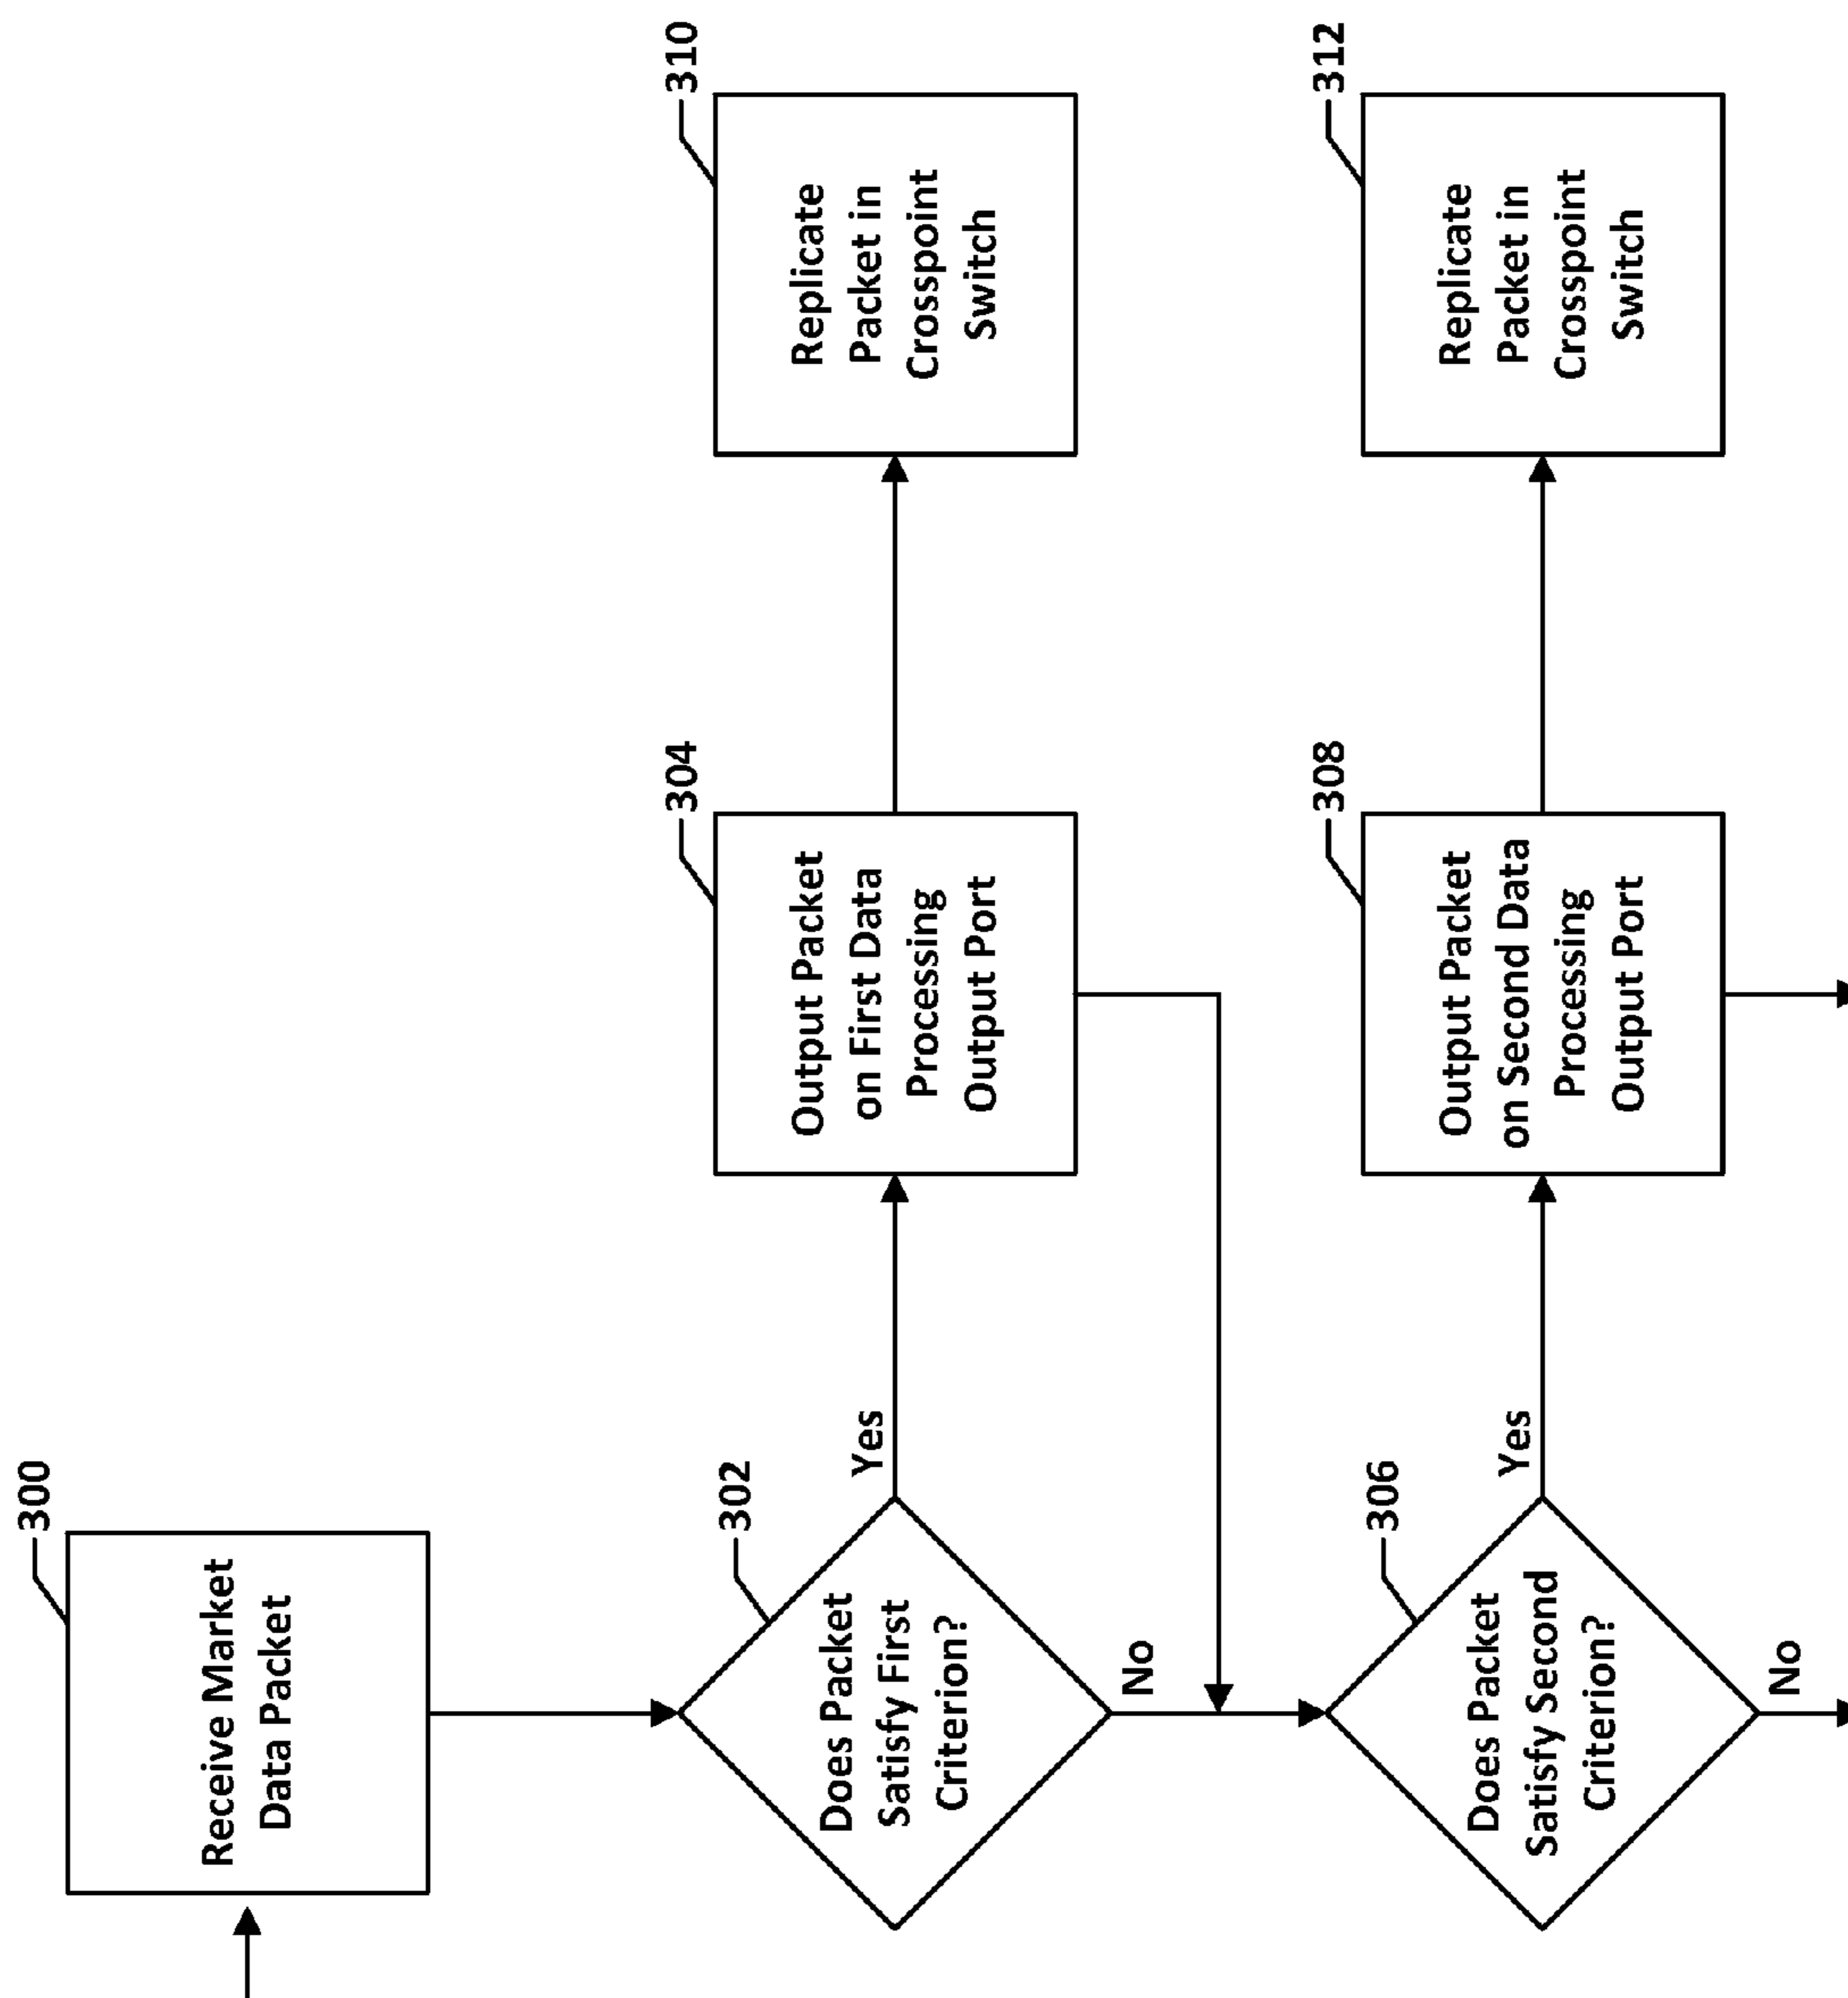 300
Receive Market
Data Packet
302
Does Packet
Satisfy First
Criterion?
Yes
No
304
Output Packet
on First Data
Processing
Output Port
310
Replicate
Packet in
Crosspoint
Switch
306
Does Packet
Satisfy Second
Criterion?
Yes
No
308
Output Packet
on Second Data
Processing
Output Port
312
Replicate
Packet in
Crosspoint
Switch